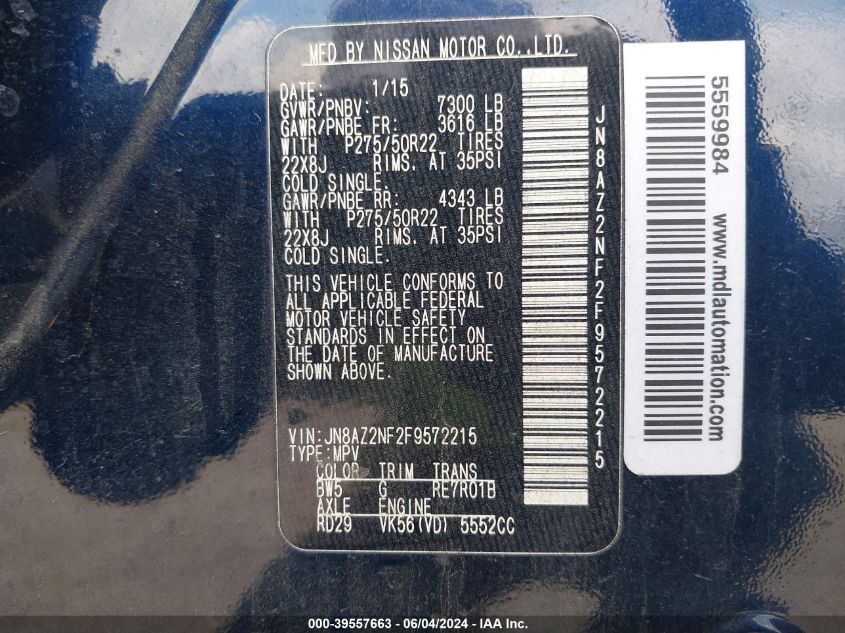 MFD BY NISSAN MOTOR CO.,LTD.
DATE: 1/15
GVWR/PNBV: 7300 LB
GAWR/PNBE FR: 3616 LB
WITH P275/50R22 TIRES
22X8J RIMS. AT 35PSI
COLD SINGLE.
GAWR/PNBE RR: 4343 LB
WITH P275/50R22 TIRES
22X8J RIMS. AT 35PSI
COLD SINGLE.
THIS VEHICLE CONFORMS TO
ALL APPLICABLE FEDERAL
MOTOR VEHICLE SAFETY
STANDARDS IN EFFECT ON
THE DATE OF MANUFACTURE
SHOWN ABOVE.
VIN:JN8AZ2NF2F9572215
TYPE:MPV
COLOR TRIM TRANS
BW5 G RE7R01B
AXLE ENGINE
RD29 VK56(VD) 5552CC
JN8AZ2NF2F9572215
5559984
www.mdlautomation.com
000-39557663 - 06/04/2024 - IAA Inc.